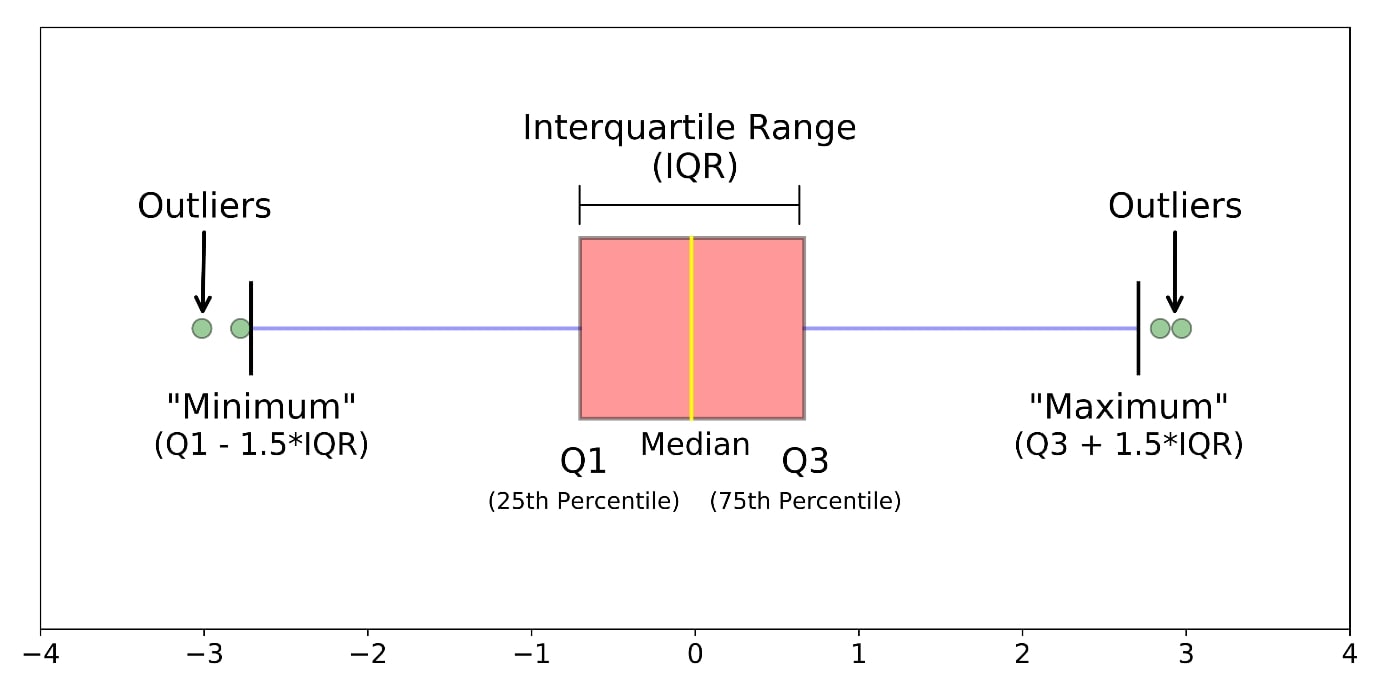 Interquartile Range
(IQR)
Outliers
Outliers
"Minimum"
(Q1 - 1.5*IQR)
"Maximum"
(Q3 + 1.5*IQR)
Median
Q1
Q3
(25th Percentile)
(75th Percentile)
−4
−3
−2
−1
0
1
2
3
4